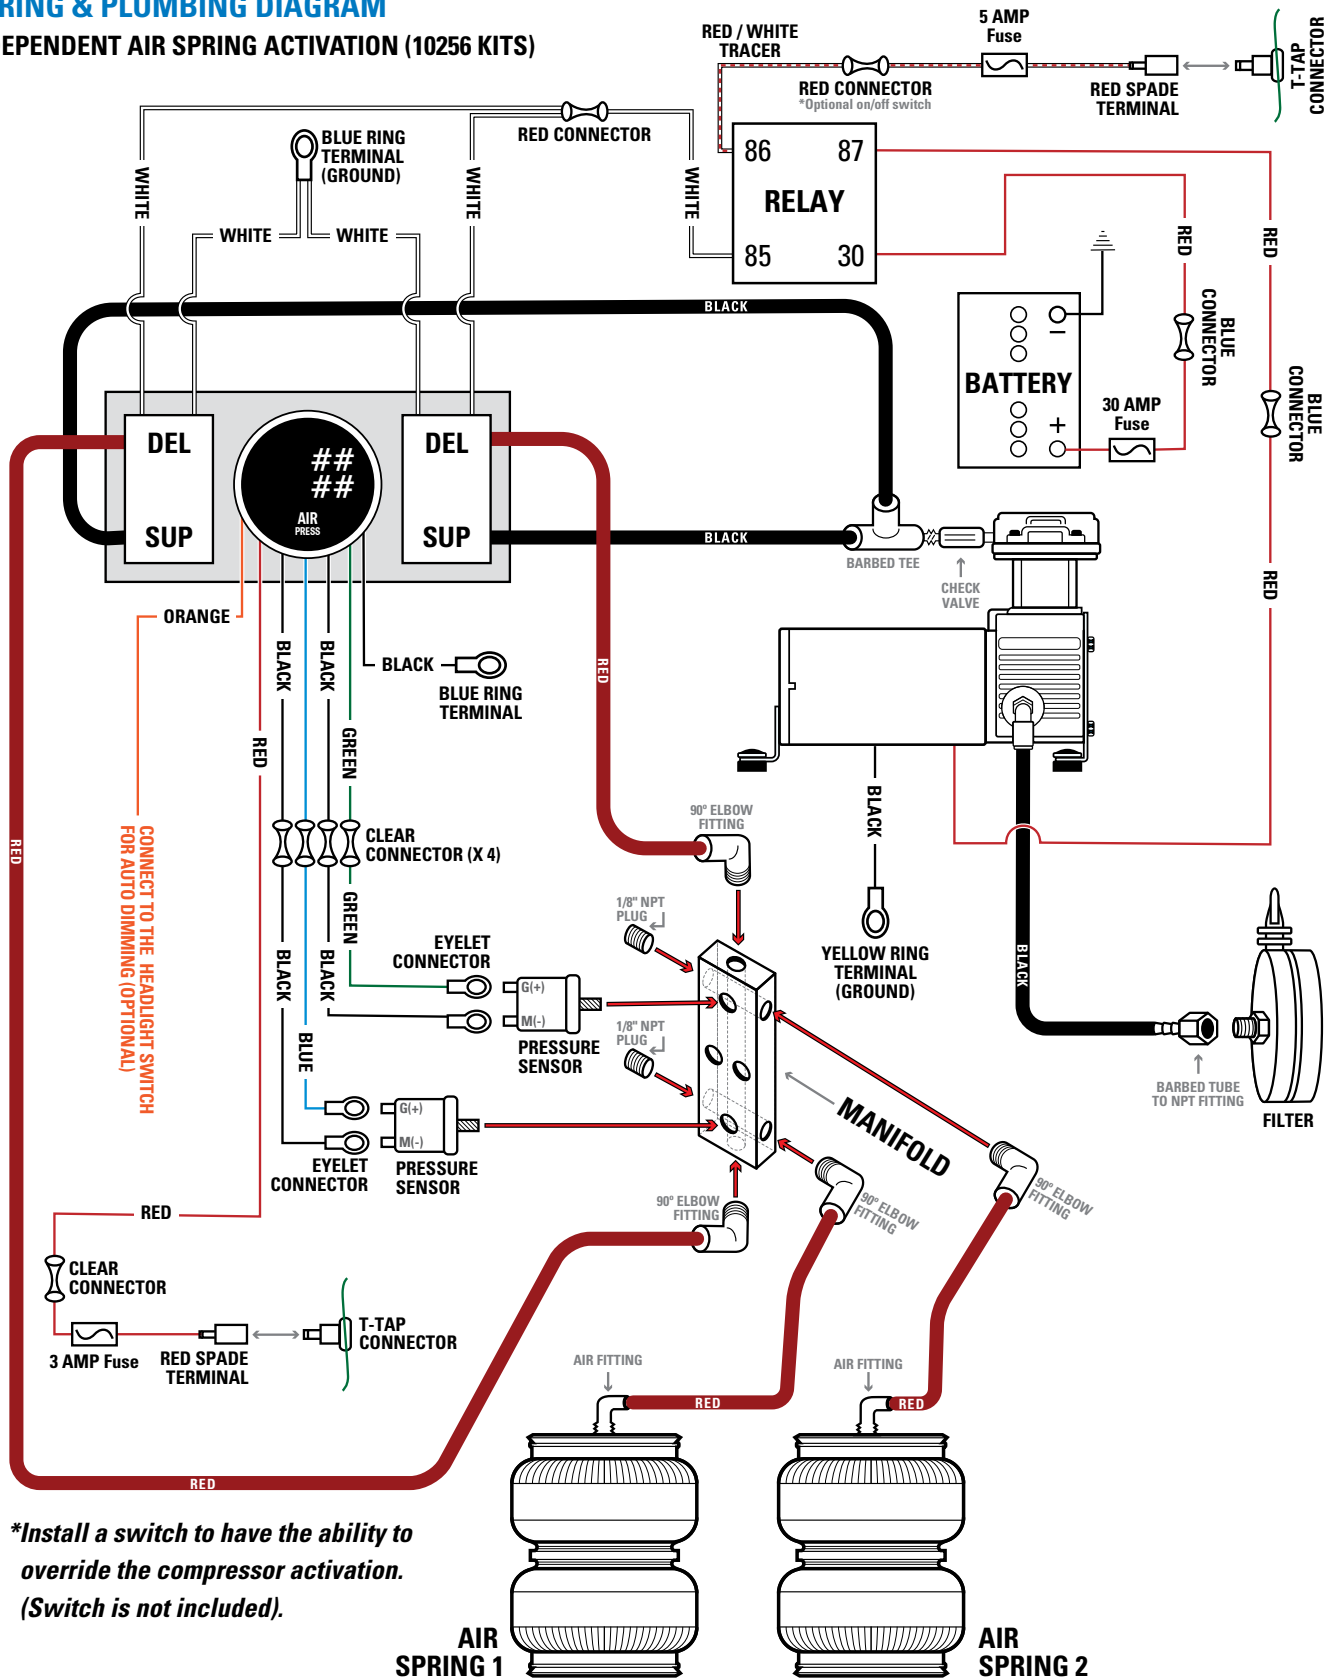 RING & PLUMBING DIAGRAM
EPENDENT AIR SPRING ACTIVATION (10256 KITS)
RED / WHITE
TRACER
5 AMP
Fuse
RED CONNECTOR
*Optional on/off switch
RED SPADE
TERMINAL
T-TAP
CONNECTOR
RED CONNECTOR
BLUE RING
TERMINAL
(GROUND)
WHITE
WHITE
WHITE
WHITE
WHITE
86
87
RELAY
85
30
RED
RED
BLACK
BLUE
CONNECTOR
BLUE
CONNECTOR
–
BATTERY
+
30 AMP
Fuse
DEL
SUP
##
##
AIR
PRESS
DEL
SUP
BLACK
BARBED TEE
CHECK
VALVE
RED
ORANGE
BLACK
BLACK
BLACK
BLUE RING
TERMINAL
RED
GREEN
RED
BLACK
RED
CONNECT TO THE HEADLIGHT SWITCH
FOR AUTO DIMMING (OPTIONAL)
CLEAR
CONNECTOR (X 4)
90º ELBOW
FITTING
GREEN
BLACK
BLACK
BLUE
1/8" NPT
PLUG
EYELET
CONNECTOR
G(+)
M(-)
PRESSURE
SENSOR
1/8" NPT
PLUG
YELLOW RING
TERMINAL
(GROUND)
BLACK
BARBED TUBE
TO NPT FITTING
FILTER
MANIFOLD
G(+)
M(-)
EYELET
CONNECTOR
PRESSURE
SENSOR
90º ELBOW
FITTING
90º ELBOW
FITTING
90º ELBOW
FITTING
RED
CLEAR
CONNECTOR
3 AMP Fuse
RED SPADE
TERMINAL
T-TAP
CONNECTOR
AIR FITTING
AIR FITTING
RED
RED
RED
*Install a switch to have the ability to
override the compressor activation.
(Switch is not included).
AIR
SPRING 1
AIR
SPRING 2